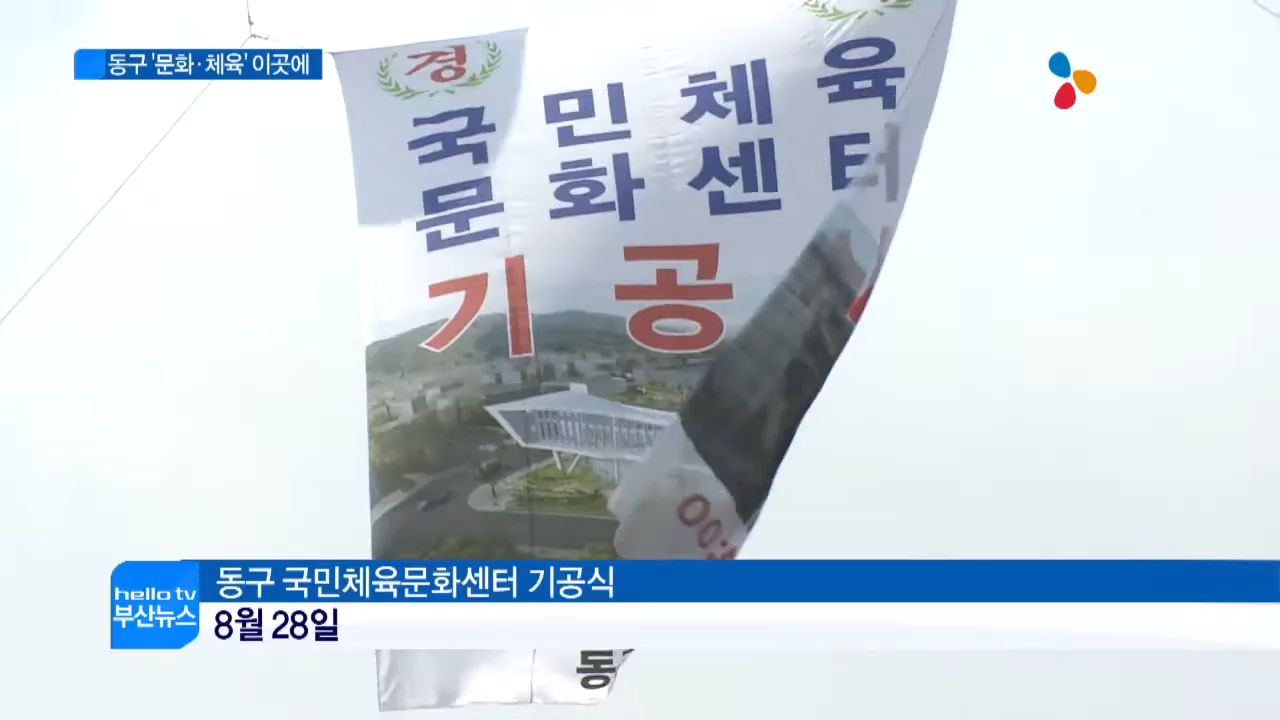 동구 '문화·체육' 이곳에
경
국민체육
문화센터
기공
동구 국민체육문화센터 기공식
hello tv
부산뉴스
8월 28일
동